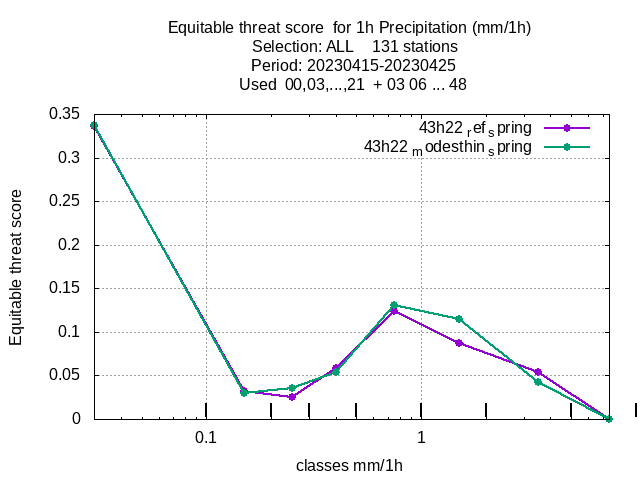 Equitable threat score  for 1h Precipitation (mm/1h)
Selection: ALL    131 stations
Period: 20230415-20230425
Used  00,03,...,21  + 03 06 ... 48
43h22 ref spring
43h22 modesthin spring
0.35
0.3
0.25
0.2
0.15
0.1
0.05
0
Equitable threat score
0.1
1
classes mm/1h